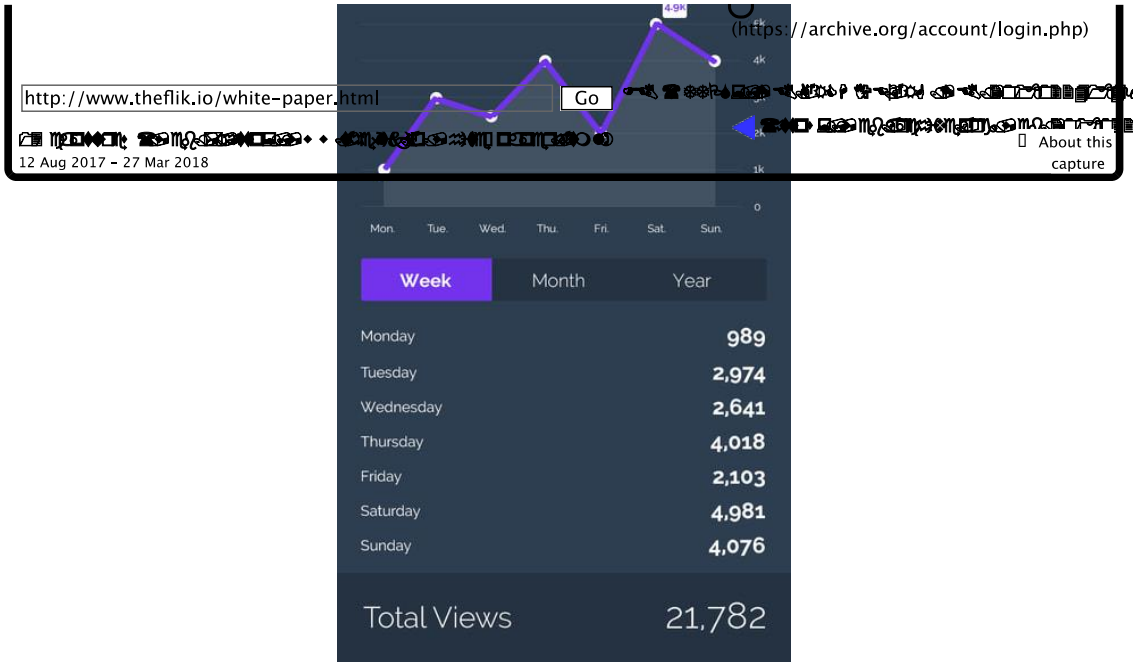 4.9k
5k
(https://archive.org/account/login.php)
4k
http://www.theflik.io/white-paper.html Go
3k
2k
12 Aug 2017 – 27 Mar 2018
About this
capture
1k
0
Mon. Tue. Wed. Thu. Fri. Sat. Sun.
Week Month Year
Monday 989
Tuesday 2,974
Wednesday 2,641
Thursday 4,018
Friday 2,103
Saturday 4,981
Sunday 4,076
Total Views 21,782